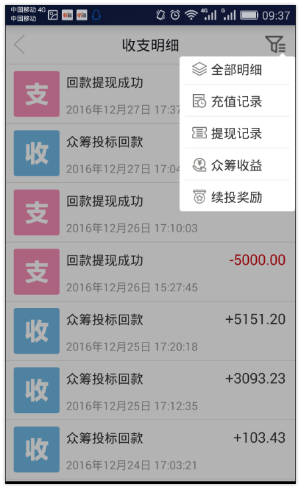 中国移动 4G
中国移动
4G
G
09:37
收支明细
全部明细
充值记录
提现记录
众筹收益
续投奖励
支
回款提现成功
2016年12月27日 17:37
收
众筹投标回款
2016年12月27日 17:04
支
回款提现成功
2016年12月26日 17:10:03
支
回款提现成功
-5000.00
2016年12月26日 15:27:45
收
众筹投标回款
+5151.20
2016年12月25日 17:20:18
收
众筹投标回款
+3093.23
2016年12月25日 17:12:35
收
众筹投标回款
+103.43
2016年12月24日 17:03:21